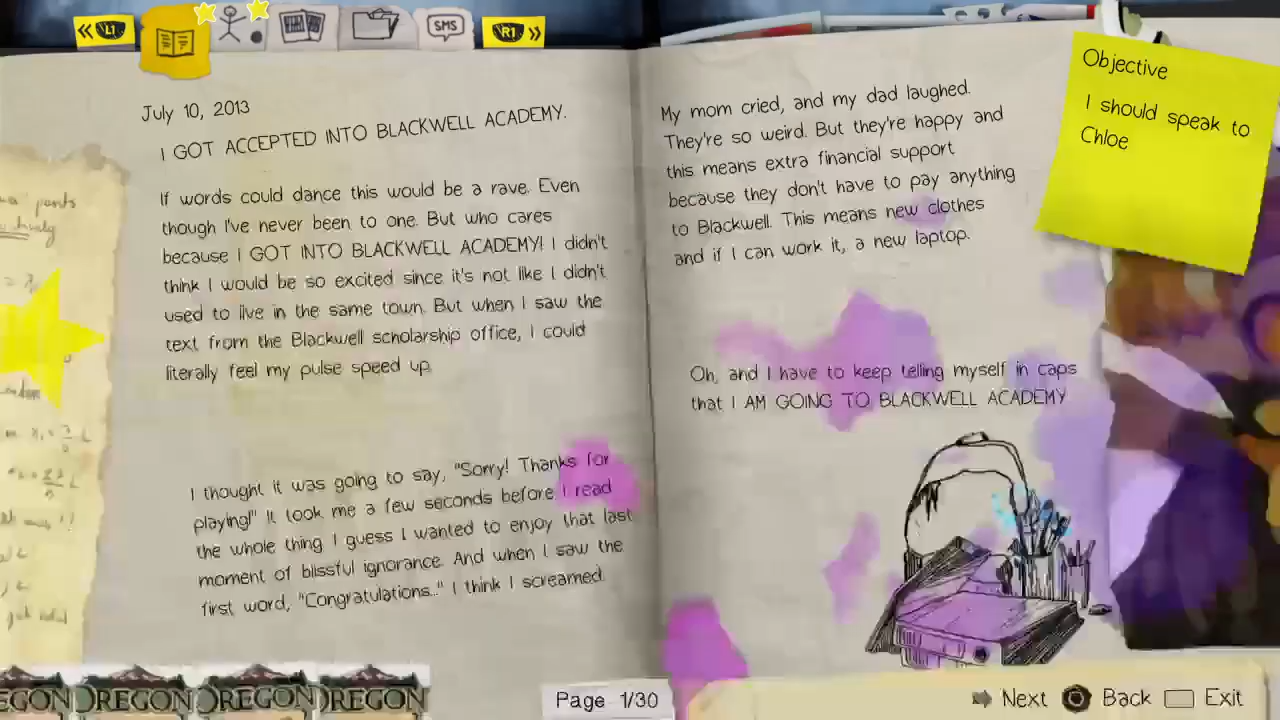 L1
SMS
R1
Objective
I should speak to
Chloe
July 10, 2013
I GOT ACCEPTED INTO BLACKWELL ACADEMY.
If words could dance this would be a rave. Even
though I've never been to one. But who cares
because I GOT INTO BLACKWELL ACADEMY! I didn't
think I would be so excited since it's not like I didn't
used to live in the same town. But when I saw the
text from the Blackwell scholarship office, I could
literally feel my pulse speed up.
I thought it was going to say, "Sorry! Thanks for
playing!" It took me a few seconds before I read
the whole thing. I guess I wanted to enjoy that last
moment of blissful ignorance. And when I saw the
first word, "Congratulations..." I think I screamed.
My mom cried, and my dad laughed.
They're so weird. But they're happy and
this means extra financial support
because they don't have to pay anything
to Blackwell. This means new clothes
and if I can work it, a new laptop.
Oh, and I have to keep telling myself in caps
that I AM GOING TO BLACKWELL ACADEMY
EGON OREGON OREGON OREGON
Page 1/30
Next Back Exit